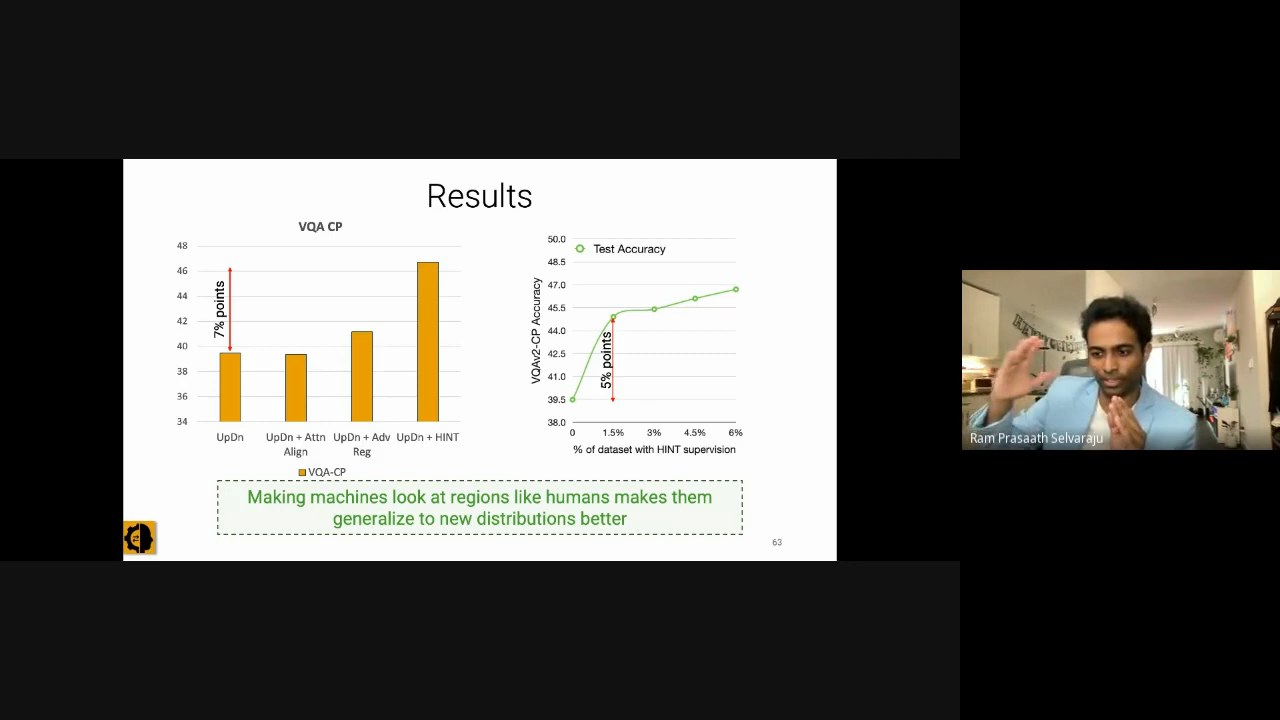 Results
VQA CP
48
46
44
42
40
38
36
34
7% points
UpDn
UpDn + Attn
Align
UpDn + Adv
Reg
UpDn + HINT
VQA-CP
50.0
48.5
47.0
45.5
44.0
42.5
41.0
39.5
38.0
Test Accuracy
VQAv2-CP Accuracy
5% points
0
1.5%
3%
4.5%
6%
% of dataset with HINT supervision
Making machines look at regions like humans makes them
generalize to new distributions better
63
Ram Prasaath Selvaraju